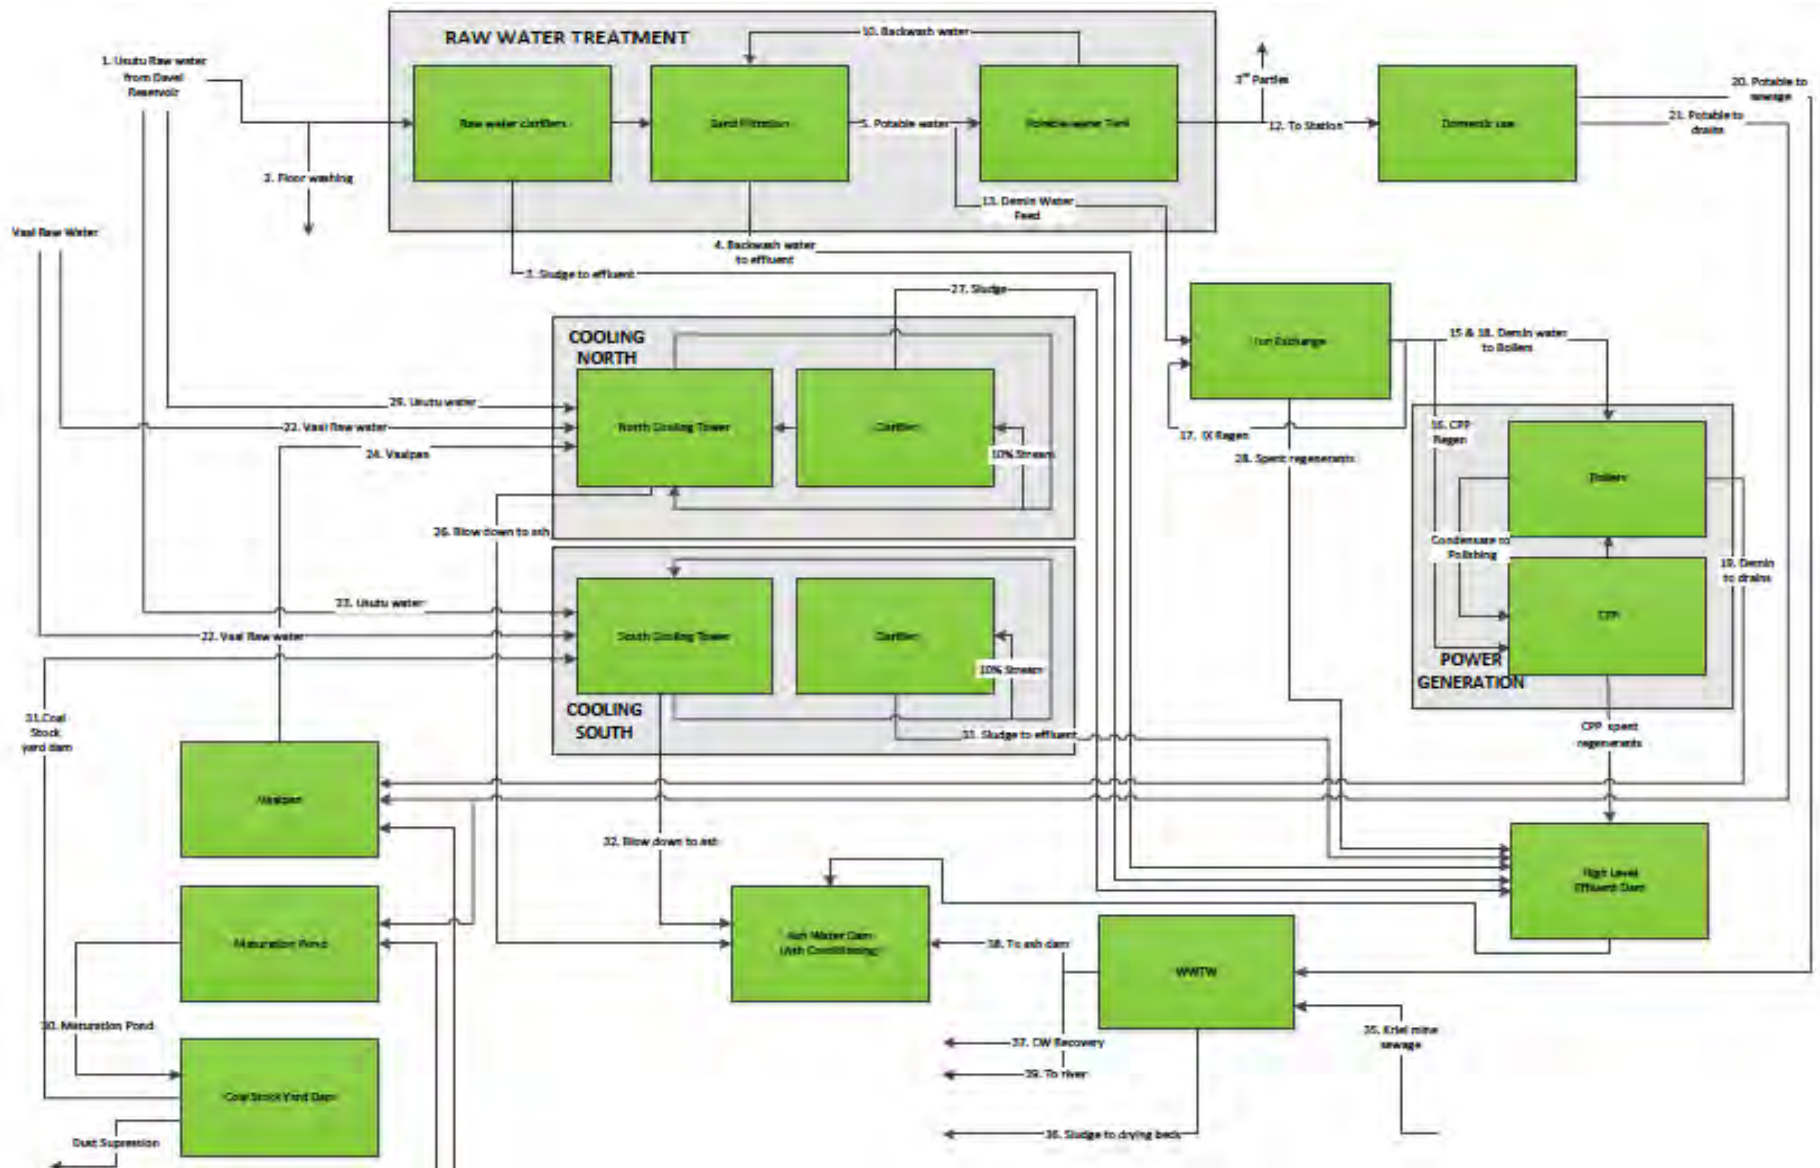 RAW WATER TREATMENT
10. Backwash water
1. Usutu Raw water
from Davel
Reservoir
3rd Parties
20. Potable to
sewage
21. Potable to
drains
Raw water clarifiers
Sand Filtration
5. Potable water
Potable water Tank
12. To Station
Domestic use
2. Floor washing
13. Demin Water
Feed
Vaal Raw Water
4. Backwash water
to effluent
3. Sludge to effluent
27. Sludge
COOLING
NORTH
Ion Exchange
15 & 18. Demin water
to Boilers
29. Usutu water
22. Vaal Raw water
24. Vaalpan
North Cooling Tower
Clarifiers
10% Stream
17. IX Regen
16. CPP
Regen
28. Spent regenerants
Boilers
26. Blow down to ash
Condensate to
Polishing
19. Demin
to drains
23. Usutu water
22. Vaal Raw water
South Cooling Tower
Clarifiers
10% Stream
CPP
POWER
GENERATION
COOLING
SOUTH
31.Coal
Stock
yard dam
33. Sludge to effluent
CPP spent
regenerants
Vaalpan
32. Blow down to ash
High Level
Effluent Dam
Maturation Pond
Ash Water Dam
(Ash Conditioning)
38. To ash dam
WWTW
30. Maturation Pond
37. CW Recovery
35. Kriel mine
sewage
39. To river
Coal Stock Yard Dam
Dust Supression
36. Sludge to drying beds